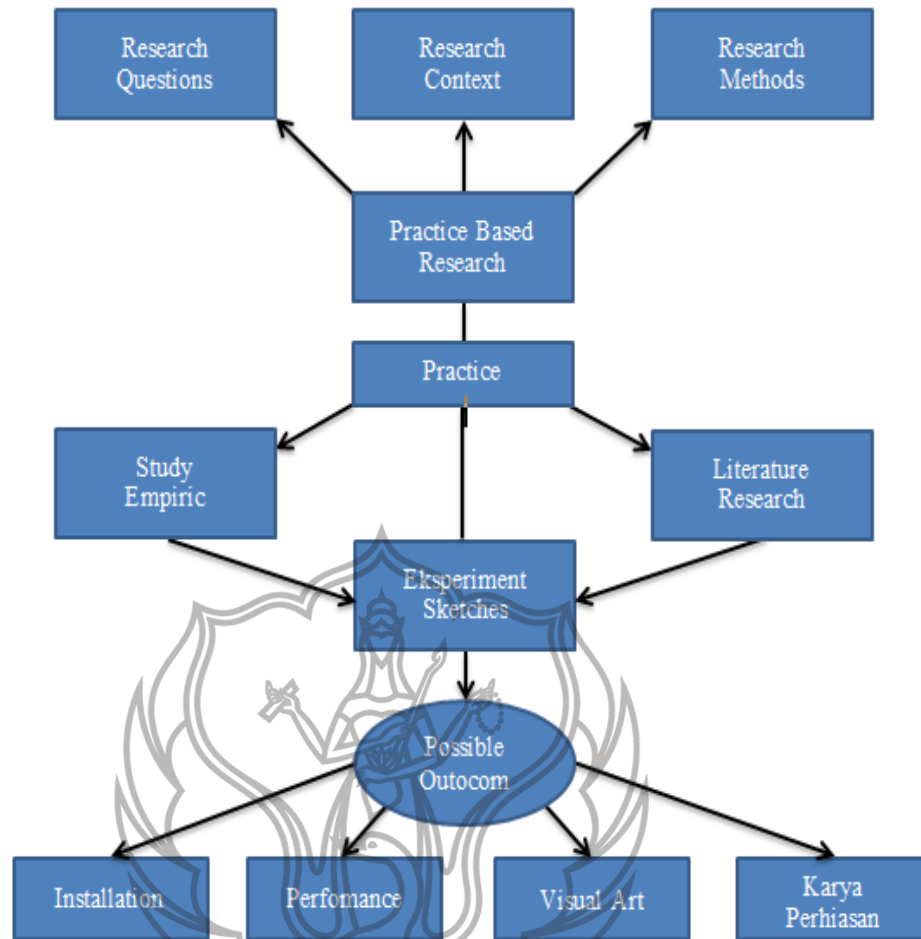 Research
Questions
Research
Context
Research
Methods
Practice Based
Research
Practice
Study
Empiric
Literature
Research
Eksperiment
Sketches
Possible
Outocom
Installation
Perfomance
Visual Art
Karya
Perhiasan